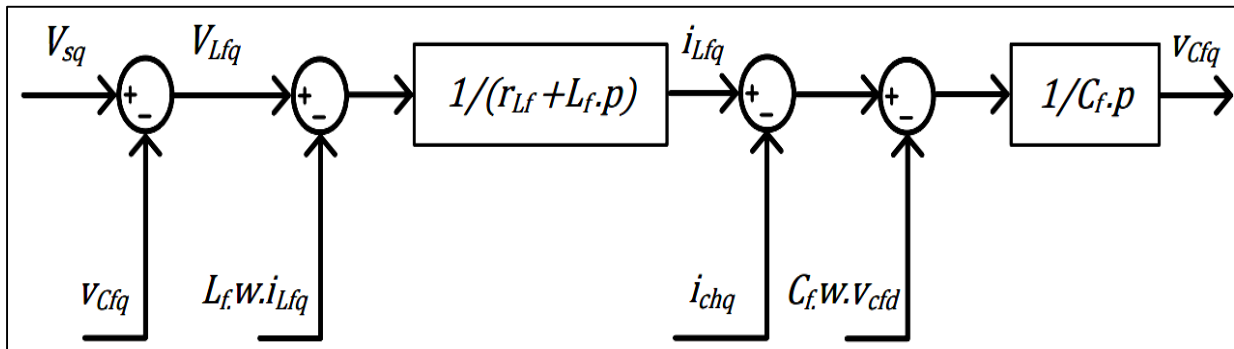 V_sq
V_Lfq
i_Lfq
v_Cfq
+
-
+
-
1/(r_Lf +L_f.p)
+
-
+
-
1/C_f.p
v_Cfq
L_f.w.i_Lfq
i_chq
C_f.w.v_cfd